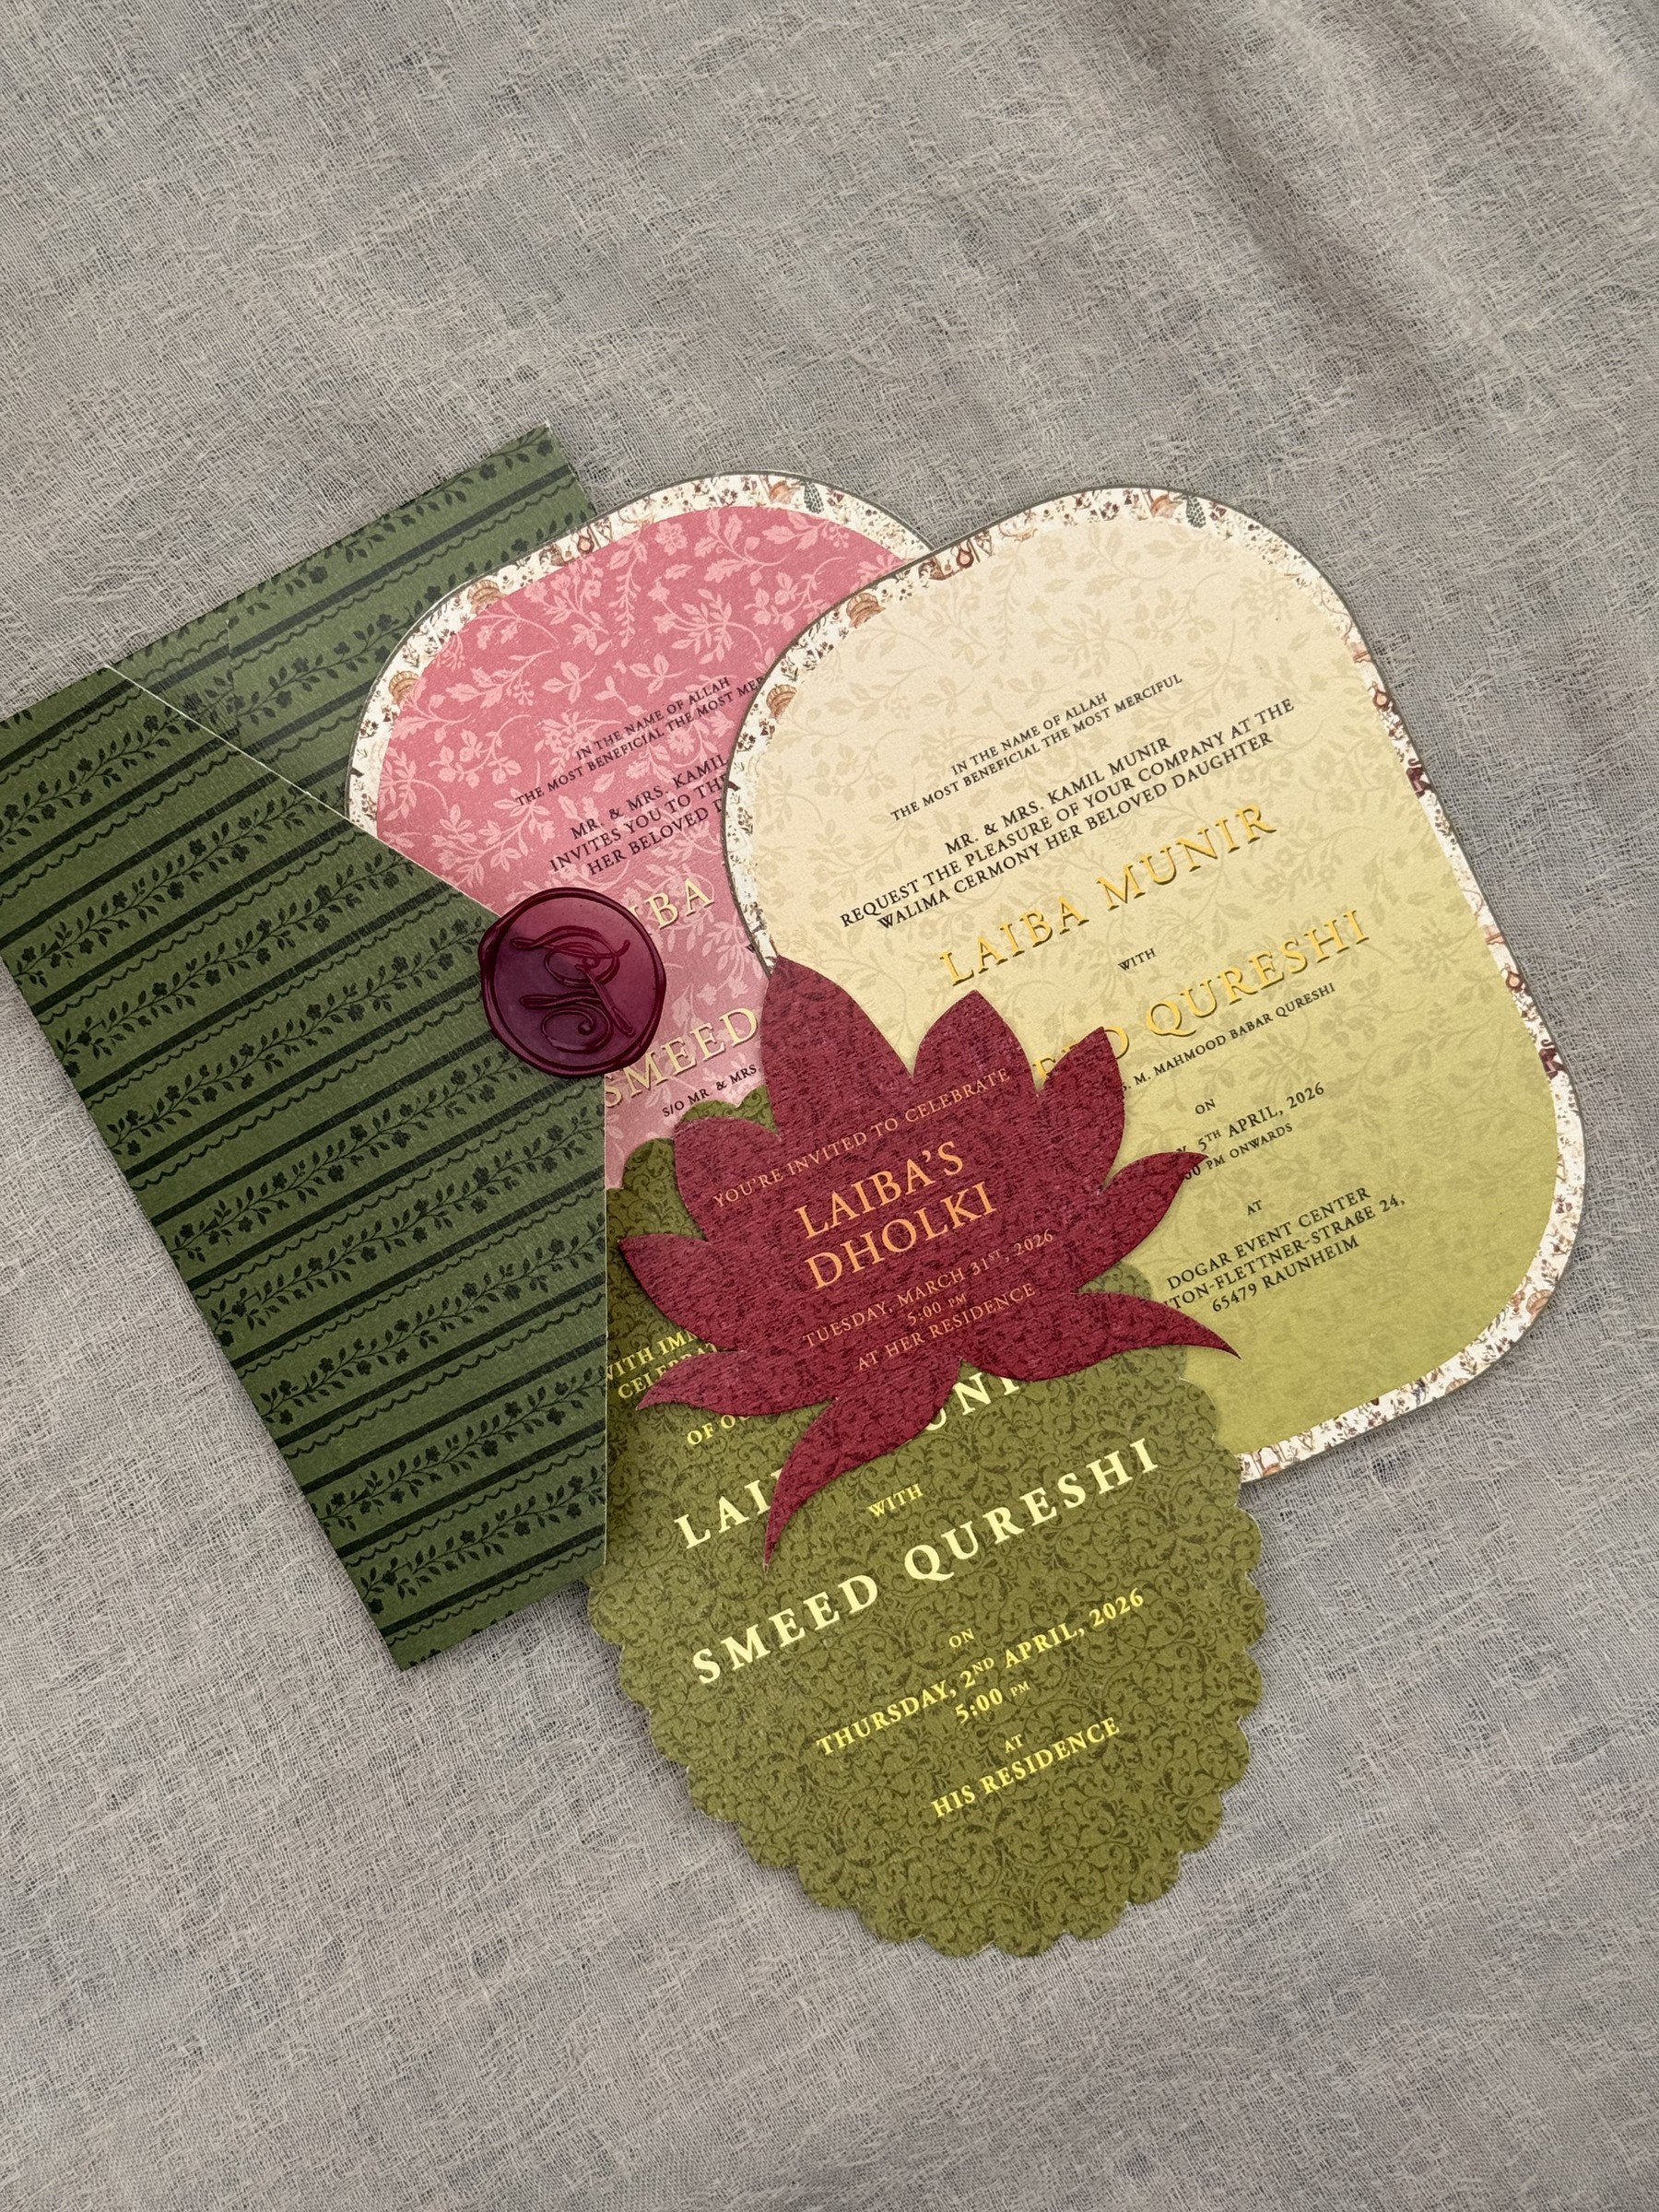 IN THE NAME OF ALLAH
THE MOST BENEFICIAL THE MOST
MR. & MRS. KAMIL
INVITES YOU TO THE
HER BELOVED
SMEED
S/O MR. & MRS
IN THE NAME OF ALLAH
THE MOST BENEFICIAL THE MOST MERCIFUL
MR. & MRS. KAMIL MUNIR
REQUEST THE PLEASURE OF YOUR COMPANY AT THE
WALIMA CERMONY HER BELOVED DAUGHTER
LAIBA MUNIR
WITH
QURESHI
M. MAHMOOD BABAR QURESHI
ON
5TH APRIL, 2026
PM ONWARDS
AT
DOGAR EVENT CENTER
TON-FLETTNER-STRAßE 24,
65479 RAUNHEIM
YOU'RE INVITED TO CELEBRATE
LAIBA'S
DHOLKI
TUESDAY, MARCH 31ST, 2026
5:00 PM
AT HER RESIDENCE
OF
WITH
SMEED QURESHI
ON
THURSDAY, 2ND APRIL, 2026
5:00 PM
AT
HIS RESIDENCE